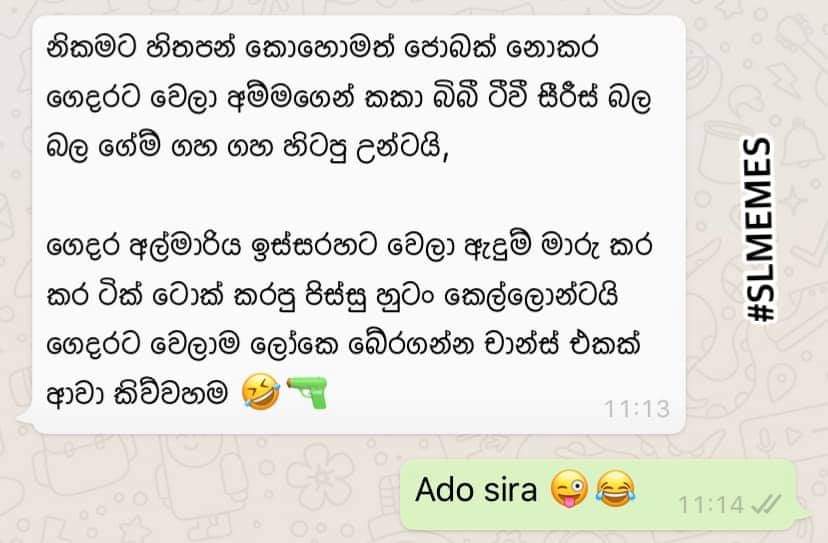 නිකමට හිතපන් කොහොමත් ජොබක් නොකර
ගෙදරට වෙලා අම්මගෙන් කකා බිබී ටීවී සීරීස් බල
බල ගේම් ගහ ගහ හිටපු උන්ටයි,
ගෙදර අල්මාරිය ඉස්සරහට වෙලා ඇදුම් මාරු කර
කර ටික් ටොක් කරපු පිස්සු හුටං කෙල්ලොන්ටයි
ගෙදරට වෙලාම ලෝකෙ බේරගන්න චාන්ස් එකක්
ආවා කිව්වහම 🤣🔫
11:13
Ado sira 😜😂
11:14
#SLMEMES